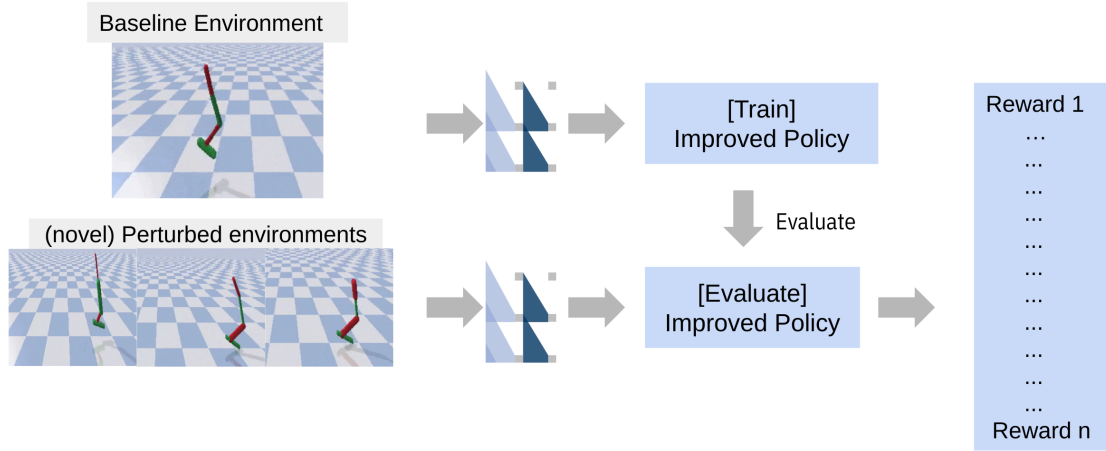 Baseline Environment
[Train]
Improved Policy
Evaluate
(novel) Perturbed environments
[Evaluate]
Improved Policy
Reward 1
...
...
...
...
...
...
...
...
...
...
...
Reward n